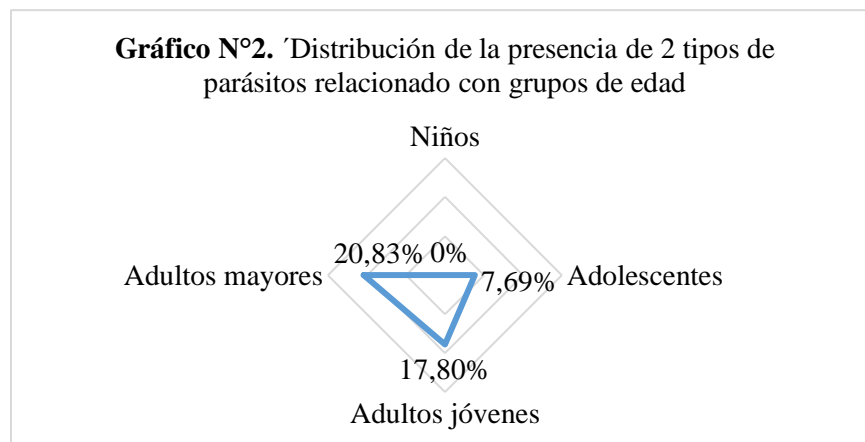 Gráfico N°2. ´Distribución de la presencia de 2 tipos de
parásitos relacionado con grupos de edad
Niños
20,83% 0%
Adultos mayores
7,69%
Adolescentes
17,80%
Adultos jóvenes